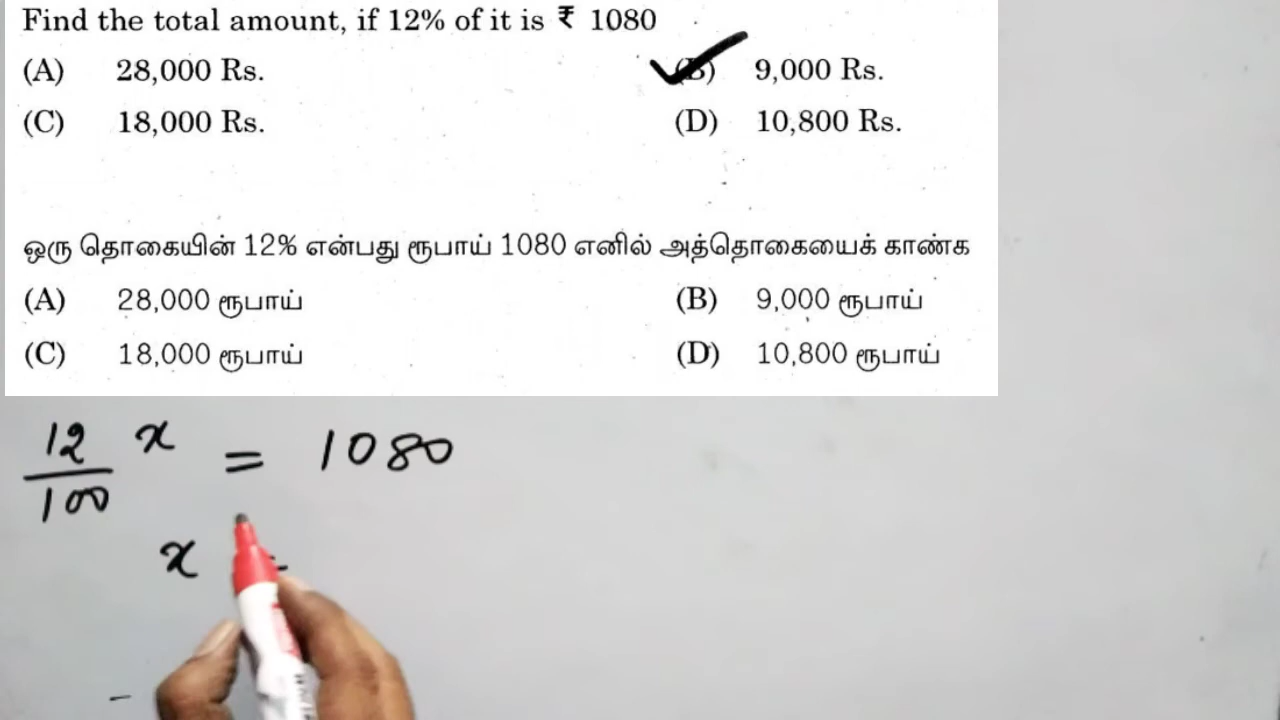 Find the total amount, if 12% of it is ₹ 1080
(A) 28,000 Rs. (B) 9,000 Rs.
(C) 18,000 Rs. (D) 10,800 Rs.
ஒரு தொகையின் 12% என்பது ரூபாய் 1080 எனில் அத்தொகையைக் காண்க
(A) 28,000 ரூபாய் (B) 9,000 ரூபாய்
(C) 18,000 ரூபாய் (D) 10,800 ரூபாய்
12/100 x = 1080
x =